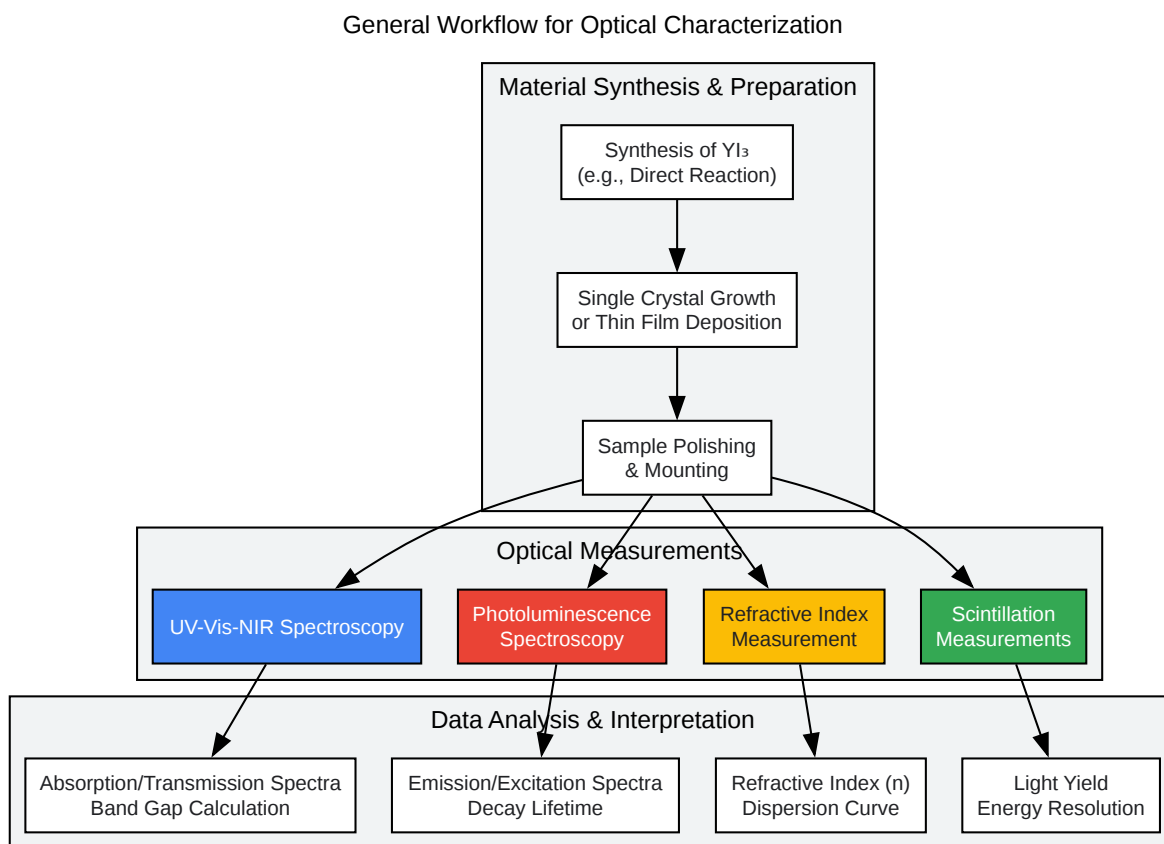 General Workflow for Optical Characterization
Material Synthesis & Preparation
Synthesis of YI₃
(e.g., Direct Reaction)
Single Crystal Growth
or Thin Film Deposition
Sample Polishing
& Mounting
Optical Measurements
UV-Vis-NIR Spectroscopy
Photoluminescence
Spectroscopy
Refractive Index
Measurement
Scintillation
Measurements
Data Analysis & Interpretation
Absorption/Transmission Spectra
Band Gap Calculation
Emission/Excitation Spectra
Decay Lifetime
Refractive Index (n)
Dispersion Curve
Light Yield
Energy Resolution